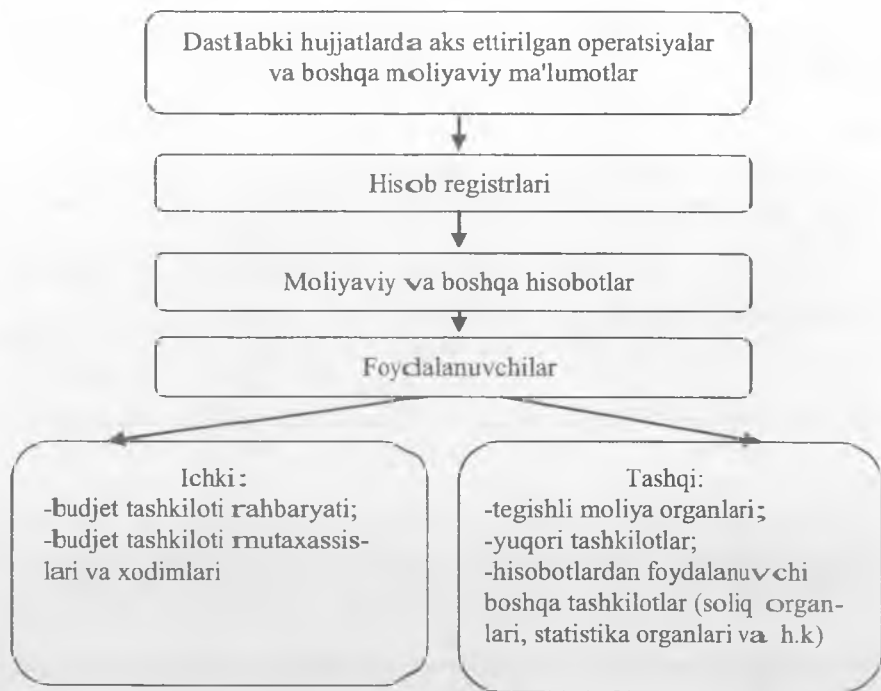 Dastlabki hujjatlarda aks ettirilgan operatsiyalar
va boshqa moliyaviy ma'lumotlar
Hisob registrlari
Moliyaviy va boshqa hisobotlar
Foydalanuvchilar
Ichki:
-budjet tashkiloti rahbaryati;
-budjet tashkiloti mutaxassis-
lari va xodimlari
Tashqi:
-tegishli moliya organlari;
-yuqori tashkilotlar;
-hisobotlardan foydalanuvchi
boshqa tashkilotlar (soliq organ-
lari, statistika organlari va h.k)